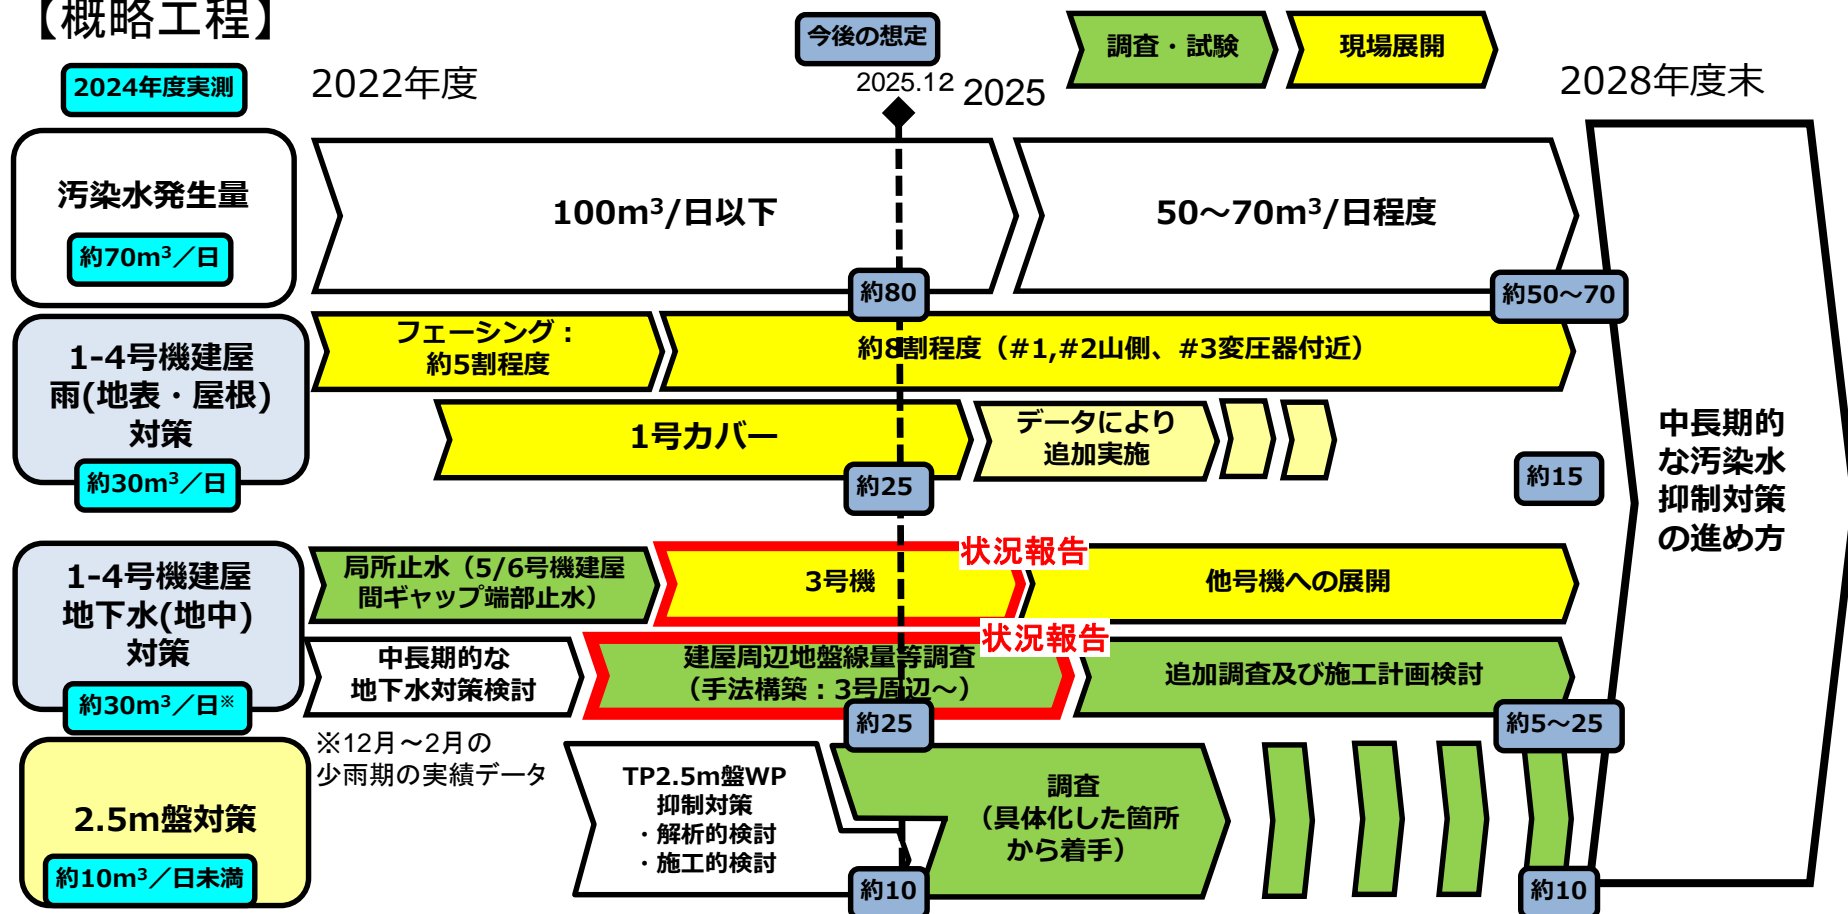 【概略工程】
2024年度実測
2022年度
今後の想定
2025.12
2025
調査・試験
現場展開
2028年度末
汚染水発生量
約70m³／日
100m³/日以下
50～70m³/日程度
約80
約50～70
1-4号機建屋
雨(地表・屋根)
対策
約30m³／日
フェーシング：
約5割程度
約8割程度（#1,#2山側、#3変圧器付近）
1号カバー
データにより
追加実施
約25
約15
中長期的
な汚染水
抑制対策
の進め方
1-4号機建屋
地下水(地中)
対策
約30m³／日※
局所止水（5/6号機建屋
間ギャップ端部止水）
3号機
状況報告
他号機への展開
中長期的な
地下水対策検討
建屋周辺地盤線量等調査
（手法構築：3号周辺～）
状況報告
追加調査及び施工計画検討
約25
約5～25
※12月～2月の
少雨期の実績データ
2.5m盤対策
約10m³／日未満
TP2.5m盤WP
抑制対策
・解析的検討
・施工的検討
調査
（具体化した箇所
から着手）
約10
約10